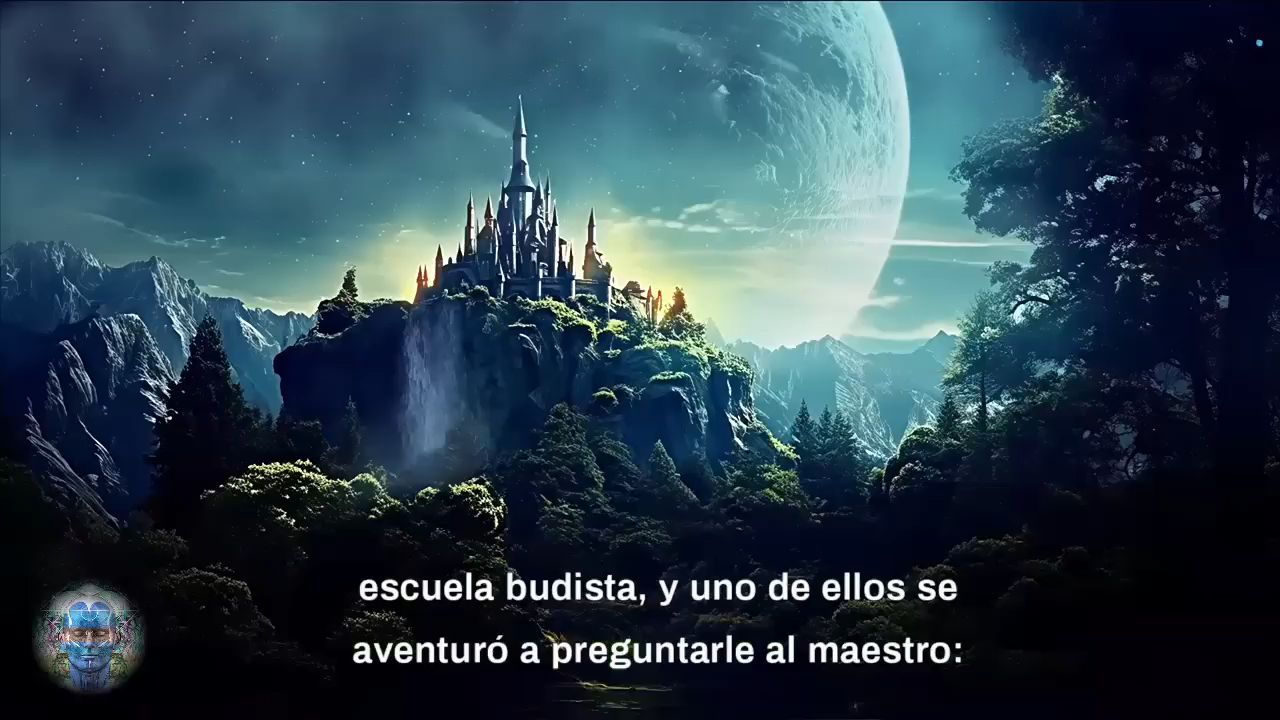 escuela budista, y uno de ellos se
aventuró a preguntarle al maestro: